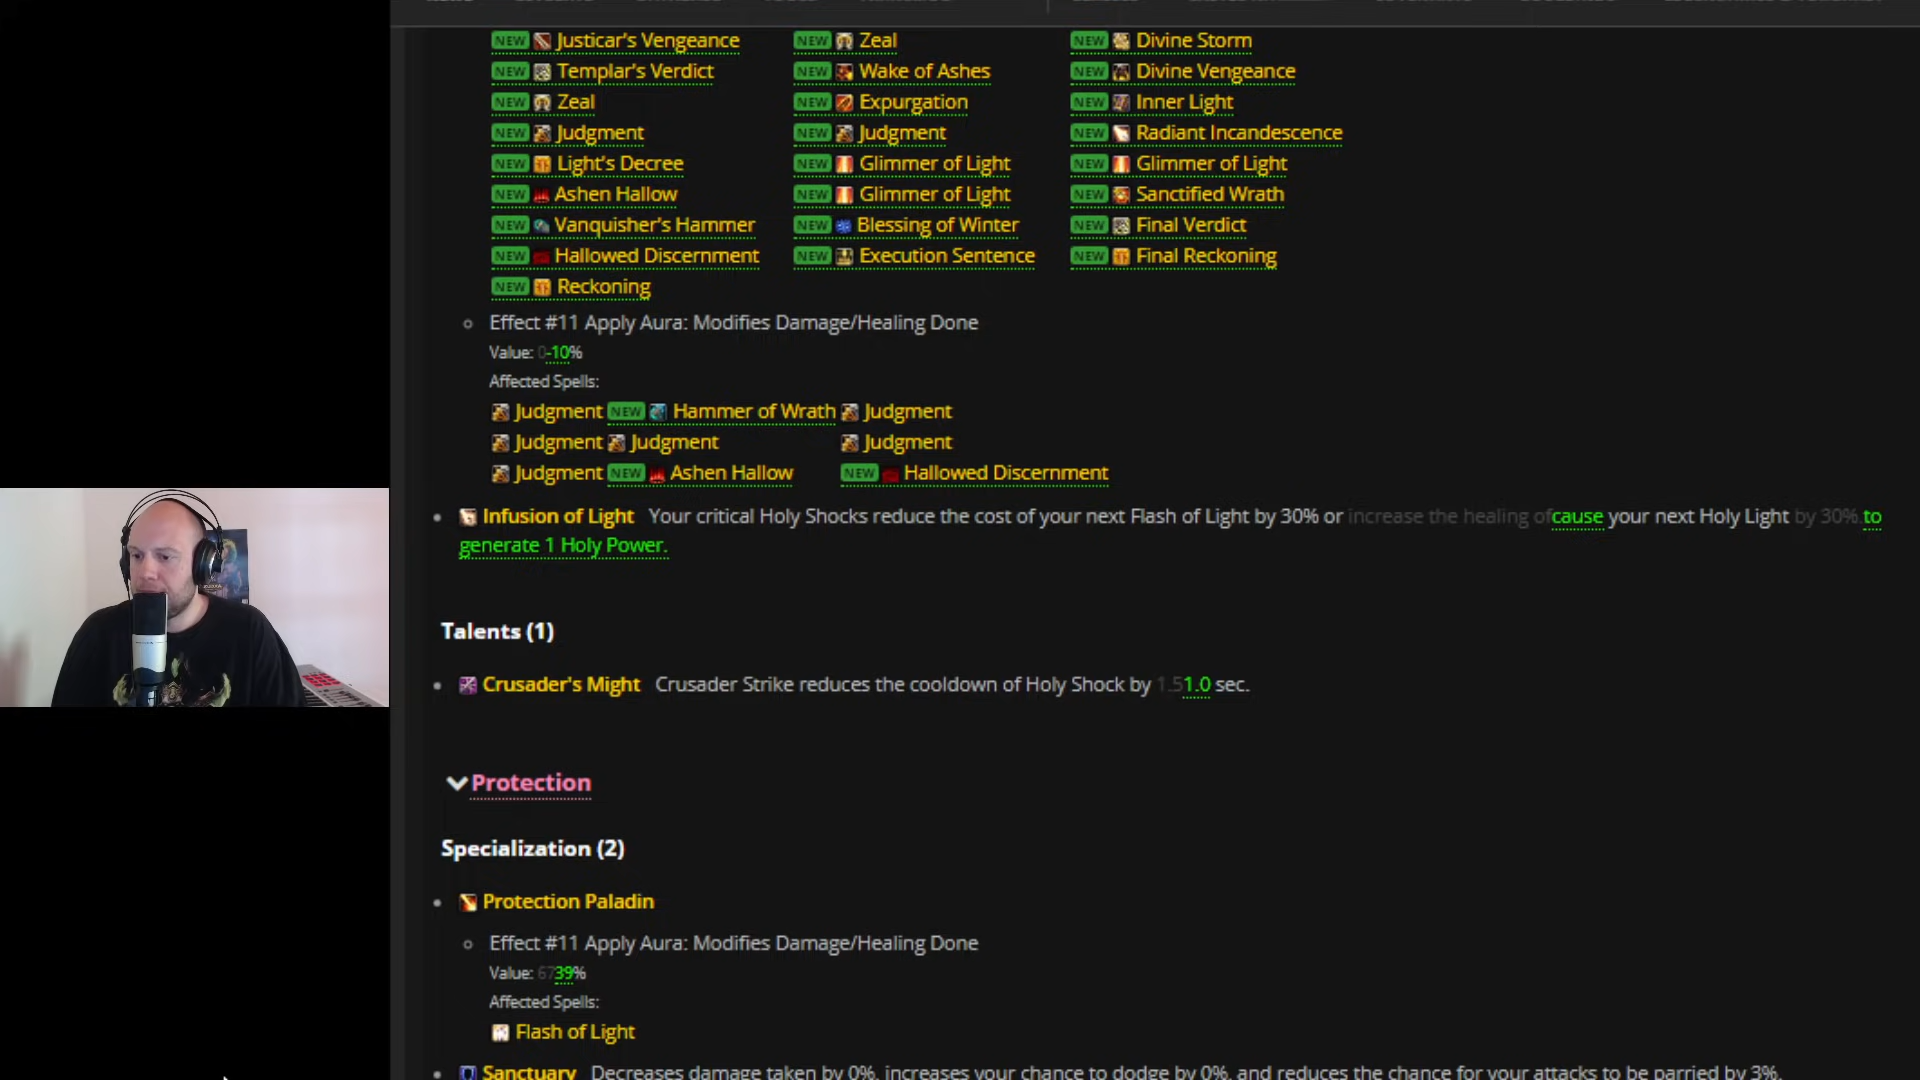 NEW Justicar's Vengeance NEW Zeal NEW Divine Storm
NEW Templar's Verdict NEW Wake of Ashes NEW Divine Vengeance
NEW Zeal NEW Expurgation NEW Inner Light
NEW Judgment NEW Judgment NEW Radiant Incandescence
NEW Light's Decree NEW Glimmer of Light NEW Glimmer of Light
NEW Ashen Hallow NEW Glimmer of Light NEW Sanctified Wrath
NEW Vanquisher's Hammer NEW Blessing of Winter NEW Final Verdict
NEW Hallowed Discernment NEW Execution Sentence NEW Final Reckoning
NEW Reckoning
Effect #11 Apply Aura: Modifies Damage/Healing Done
Value: 0-10%
Affected Spells:
Judgment NEW Hammer of Wrath Judgment
Judgment Judgment Judgment
Judgment NEW Ashen Hallow NEW Hallowed Discernment
Infusion of Light Your critical Holy Shocks reduce the cost of your next Flash of Light by 30% or increase the healing ofcause your next Holy Light by 30%.to
generate 1 Holy Power.
Talents (1)
Crusader's Might Crusader Strike reduces the cooldown of Holy Shock by 1.51.0 sec.
Protection
Specialization (2)
Protection Paladin
Effect #11 Apply Aura: Modifies Damage/Healing Done
Value: 6739%
Affected Spells:
Flash of Light
Sanctuary Decreases damage taken by 0%, increases your chance to dodge by 0%, and reduces the chance for your attacks to be parried by 3%.